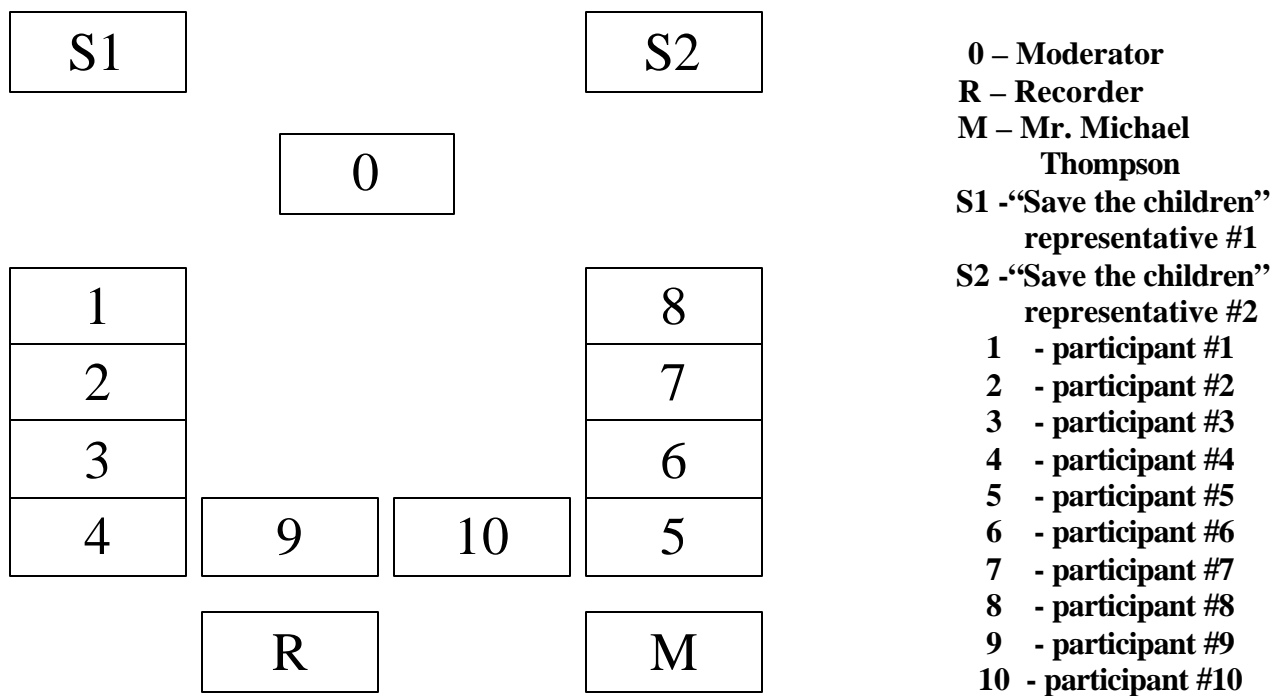 S1 S2
0
1 8
2 7
3 6
4 9 10 5
R M
0 – Moderator
R – Recorder
M – Mr. Michael
Thompson
S1 -“Save the children”
representative #1
S2 -“Save the children”
representative #2
1 - participant #1
2 - participant #2
3 - participant #3
4 - participant #4
5 - participant #5
6 - participant #6
7 - participant #7
8 - participant #8
9 - participant #9
10 - participant #10